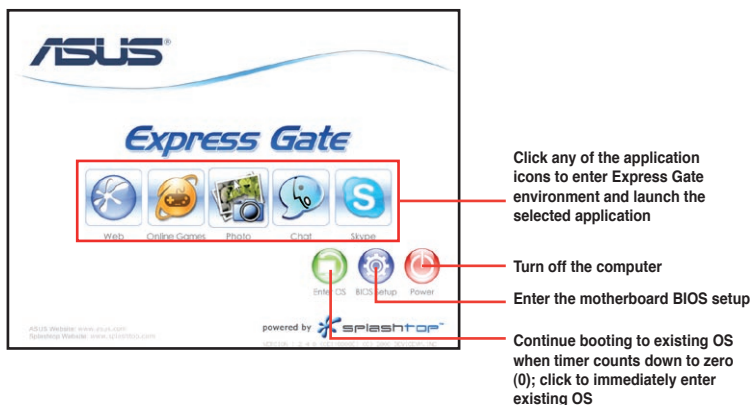 ASUS
Express Gate
Web Online Games Photo Chat Skype
Enter OS BIOS Setup Power
ASUS Website: www.asus.com
Splashtop Website: www.splashtop.com
powered by splashtop™
Click any of the application
icons to enter Express Gate
environment and launch the
selected application
Turn off the computer
Enter the motherboard BIOS setup
Continue booting to existing OS
when timer counts down to zero
(0); click to immediately enter
existing OS